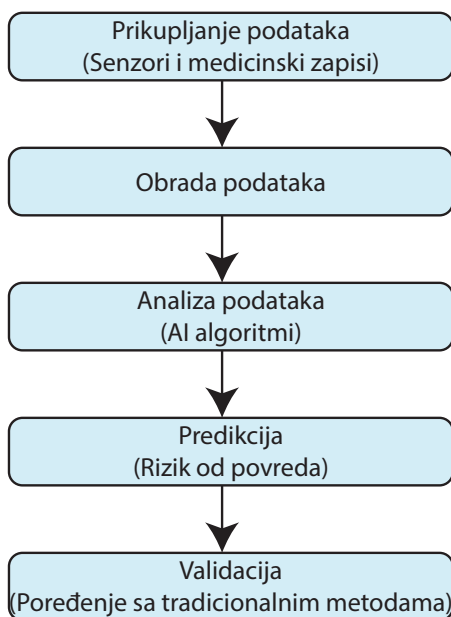 Prikupljanje podataka
(Senzori i medicinski zapisi)
Obrada podataka
Analiza podataka
(AI algoritmi)
Predikcija
(Rizik od povreda)
Validacija
(Poređenje sa tradicionalnim metodama)